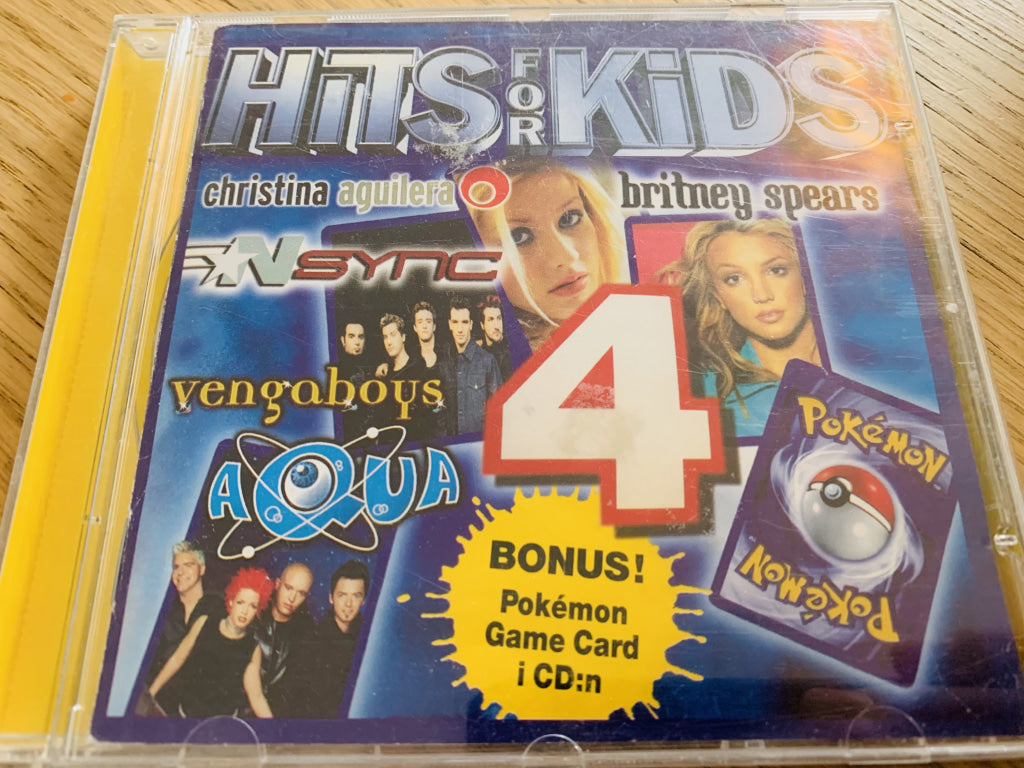 HiTS FOR KiDS
christina aguilera
britney spears
*NSYNC
vengaboys
AQUA
4
POKéMON
POKéMON
BONUS!
Pokémon
Game Card
i CD:n